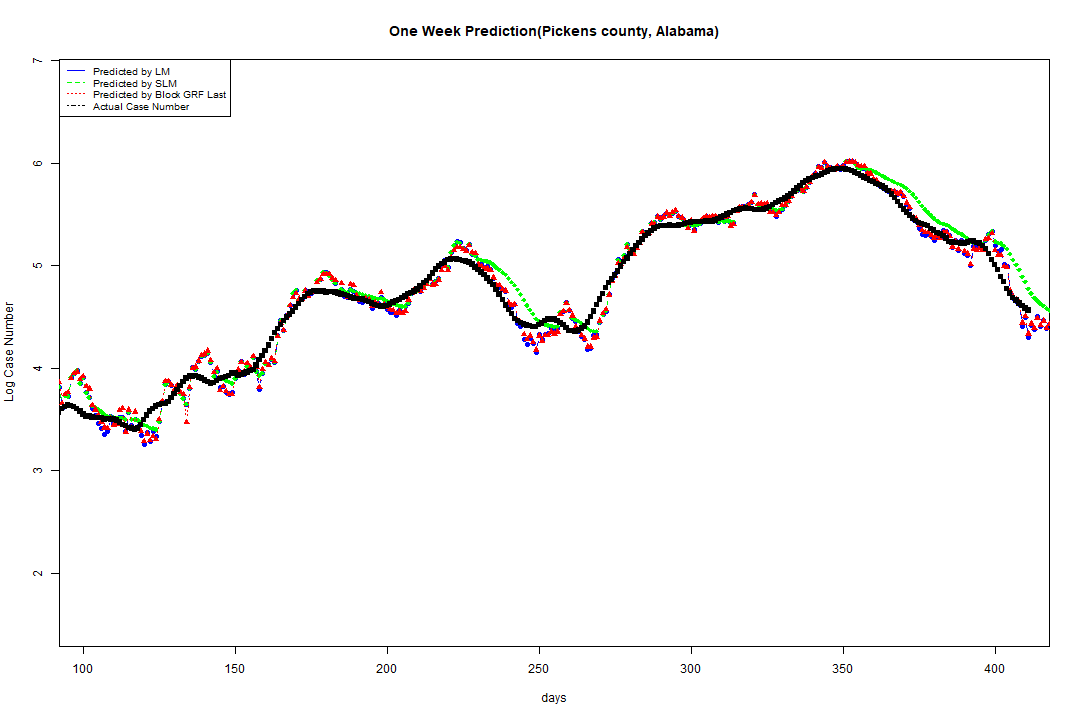 One Week Prediction(Pickens county, Alabama)
Predicted by LM
Predicted by SLM
Predicted by Block GRF Last
Actual Case Number
7
6
5
4
3
2
Log Case Number
100 150 200 250 300 350 400
days